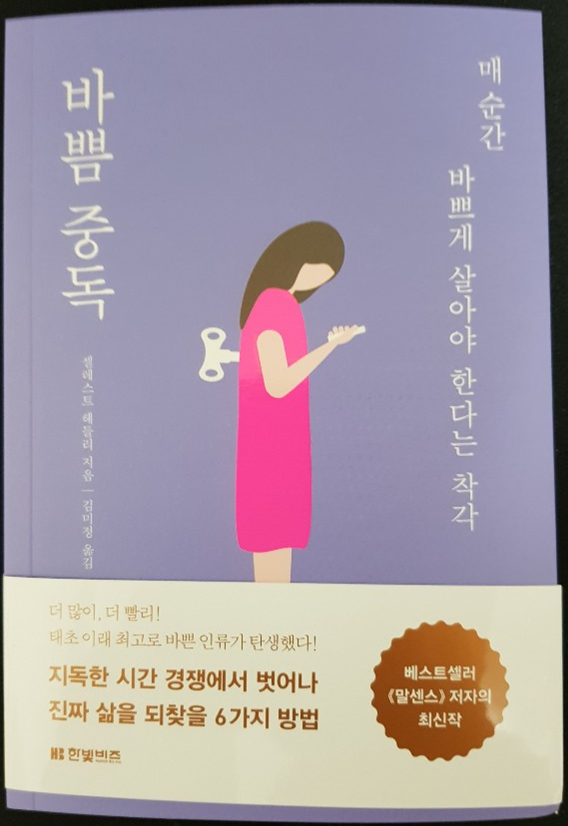 바쁨 중독
셀레스트 헤들리 지음 | 김미정 옮김
매 순간
바쁘게 살아야 한다는 착각
더 많이, 더 빨리!
태초 이래 최고로 바쁜 인류가 탄생했다!
지독한 시간 경쟁에서 벗어나
진짜 삶을 되찾을 6가지 방법
베스트셀러
《말센스》 저자의
최신작
HB 한빛비즈